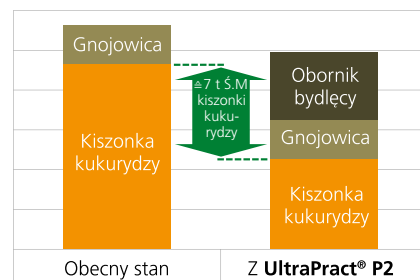 Gnojowica
Kiszonka
kukurydzy
≙7 t Ś.M
kiszonki
kuku-
rydzy
Obornik
bydlęcy
Gnojowica
Kiszonka
kukurydzy
Obecny stan
Z UltraPract® P2